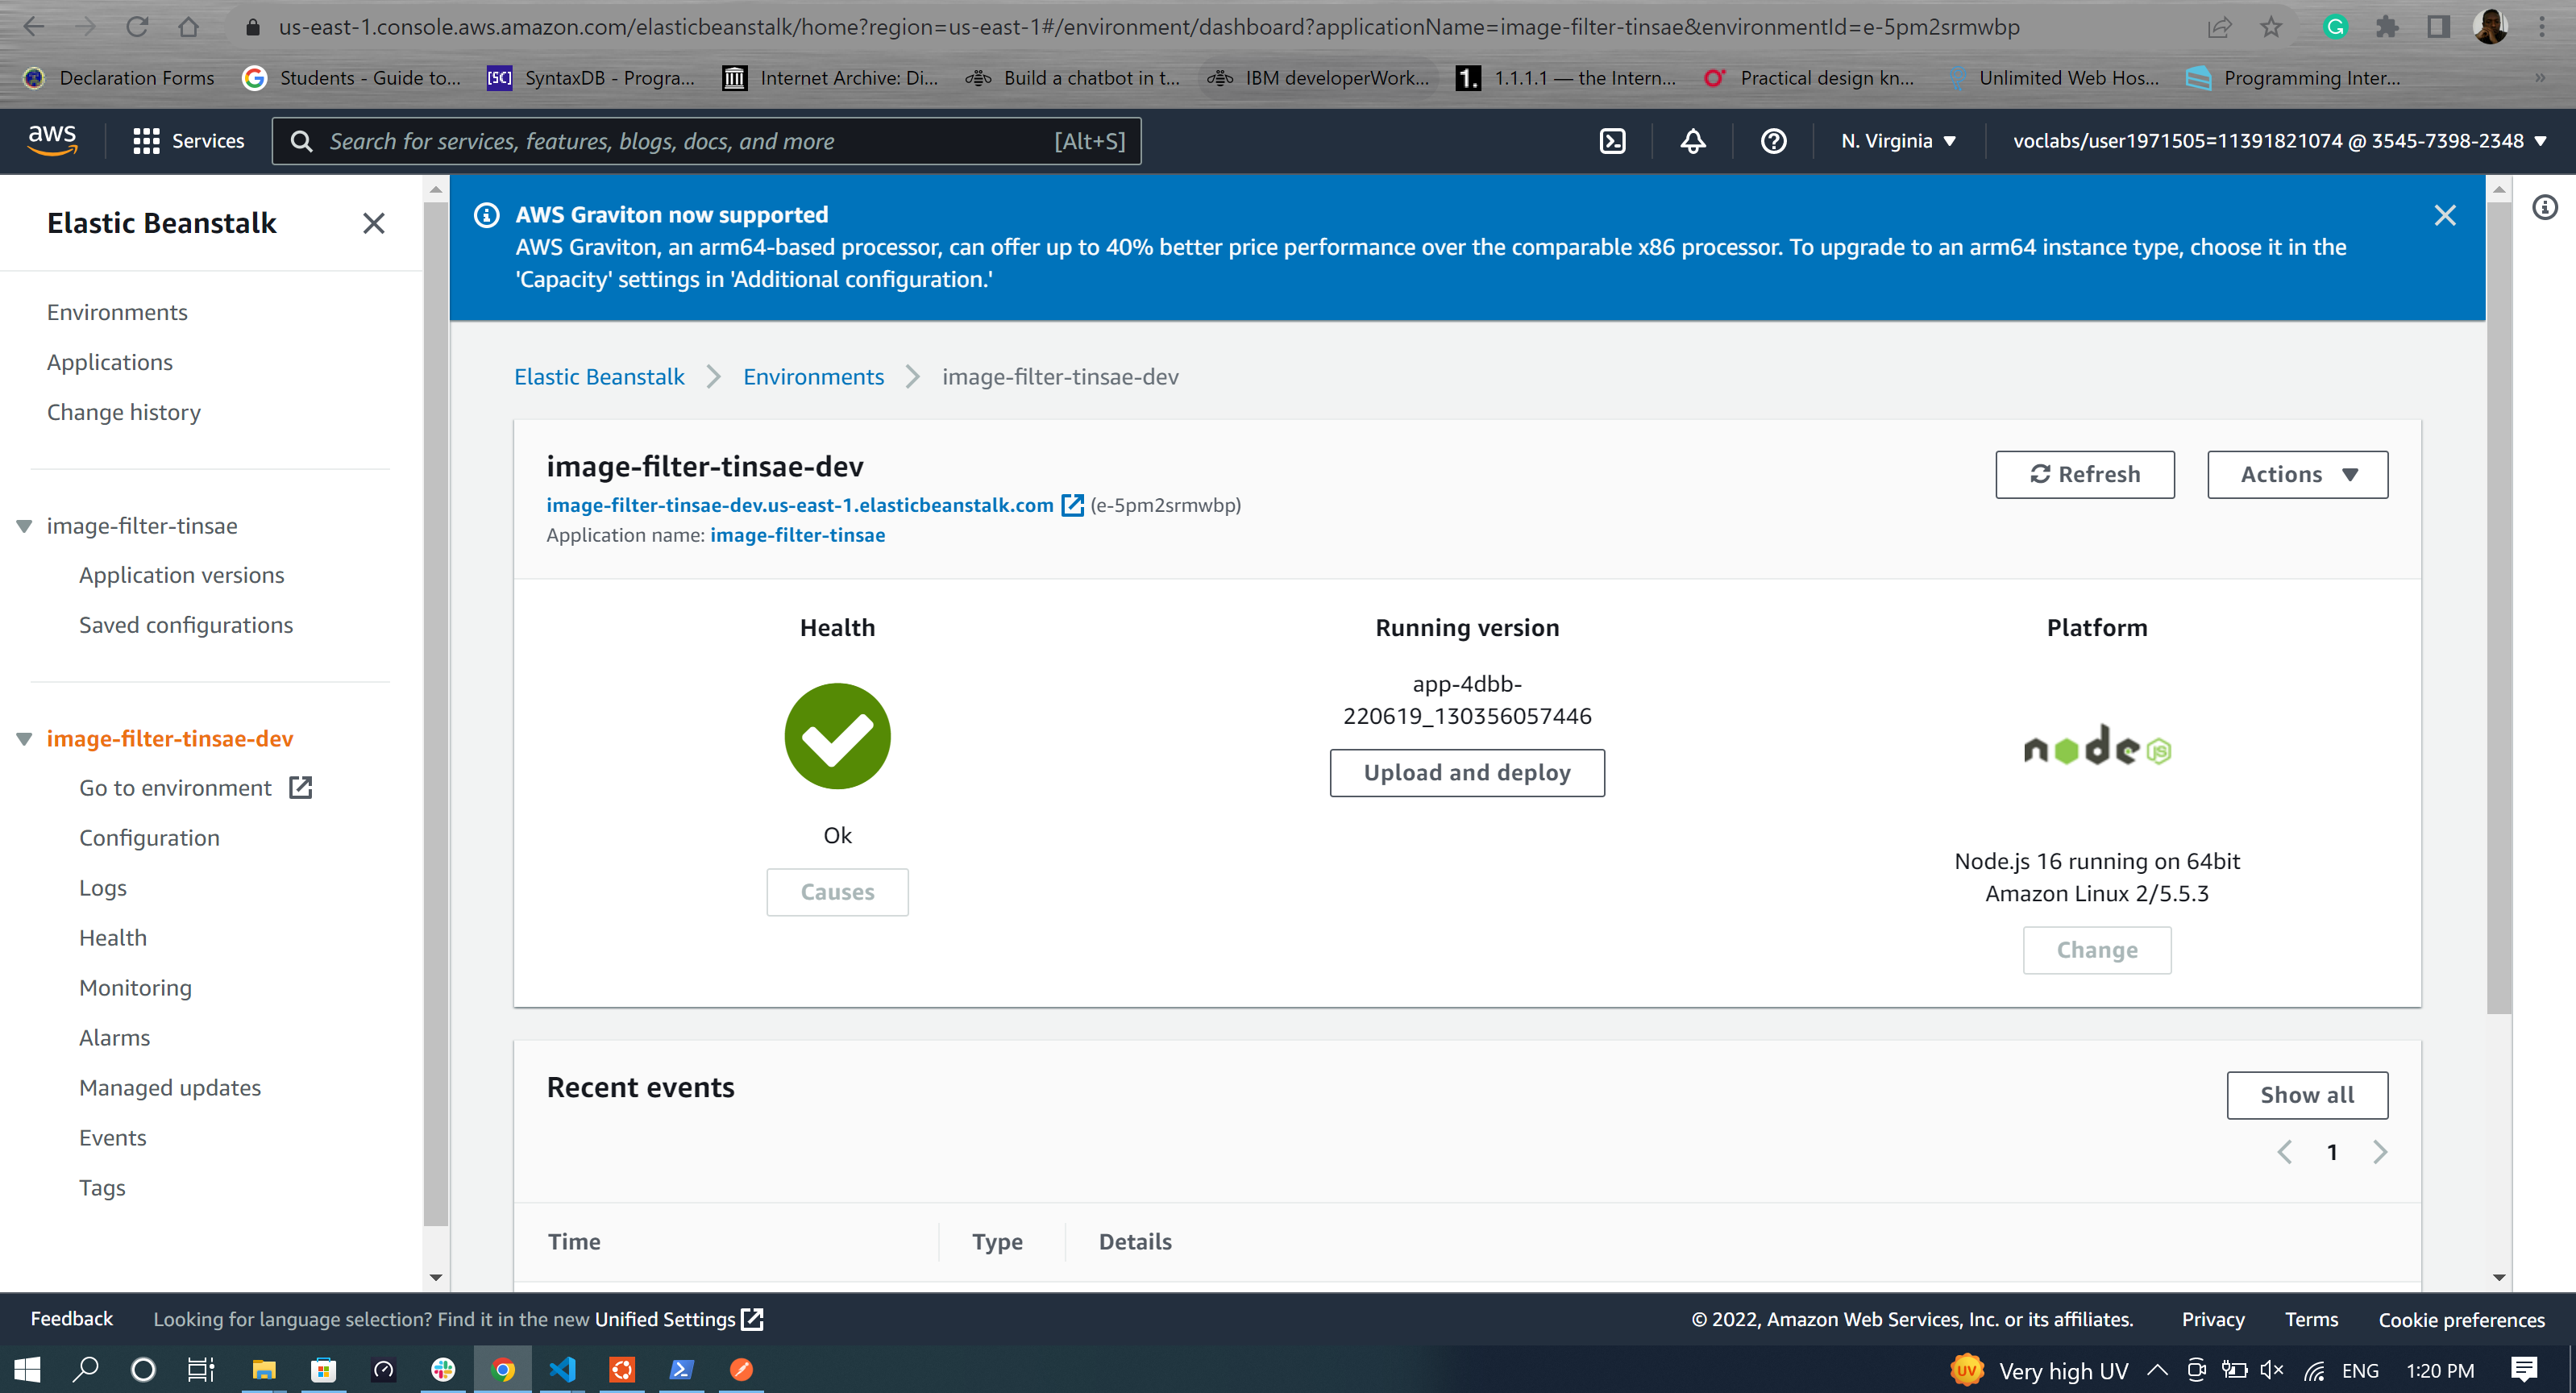 us-east-1.console.aws.amazon.com/elasticbeanstalk/home?region=us-east-1#/environment/dashboard?applicationName=image-filter-tinsae&environmentId=e-5pm2srmwbp
Declaration Forms
Students - Guide to...
[SC]
SyntaxDB - Progra...
Internet Archive: Di...
Build a chatbot in t...
IBM developerWork...
1.
1.1.1.1 — the Intern...
Practical design kn...
Unlimited Web Hos...
Programming Inter...
»
aws
Services
Search for services, features, blogs, docs, and more
[Alt+S]
N. Virginia
voclabs/user1971505=11391821074 @ 3545-7398-2348
Elastic Beanstalk
Environments
Applications
Change history
image-filter-tinsae
Application versions
Saved configurations
image-filter-tinsae-dev
Go to environment
Configuration
Logs
Health
Monitoring
Alarms
Managed updates
Events
Tags
AWS Graviton now supported
AWS Graviton, an arm64-based processor, can offer up to 40% better price performance over the comparable x86 processor. To upgrade to an arm64 instance type, choose it in the
'Capacity' settings in 'Additional configuration.'
Elastic Beanstalk
Environments
image-filter-tinsae-dev
image-filter-tinsae-dev
image-filter-tinsae-dev.us-east-1.elasticbeanstalk.com (e-5pm2srmwbp)
Application name: image-filter-tinsae
Refresh
Actions
Health
Ok
Causes
Running version
app-4dbb-
220619_130356057446
Upload and deploy
Platform
node JS
Node.js 16 running on 64bit
Amazon Linux 2/5.5.3
Change
Recent events
Show all
1
Time
Type
Details
Feedback
Looking for language selection? Find it in the new Unified Settings
© 2022, Amazon Web Services, Inc. or its affiliates.
Privacy
Terms
Cookie preferences
UV
Very high UV
ENG
1:20 PM